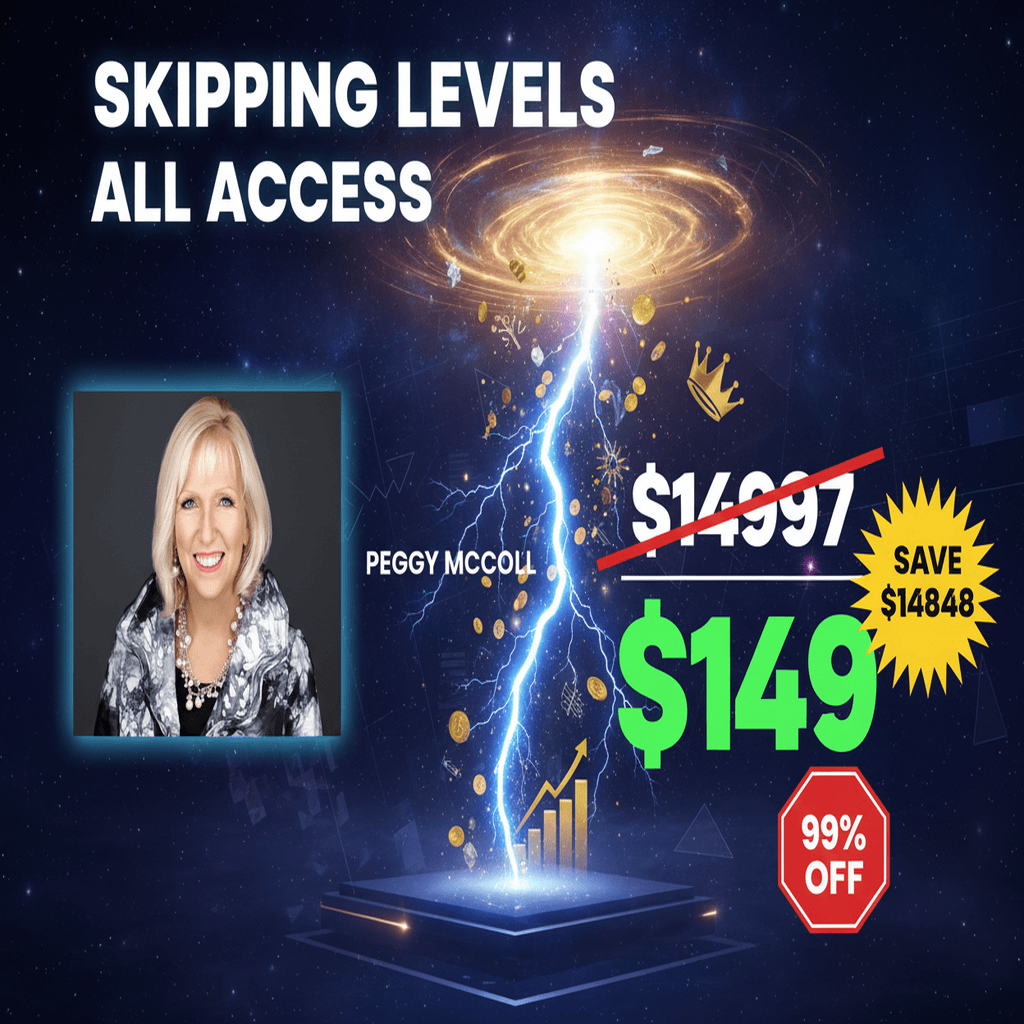 SKIPPING LEVELS
ALL ACCESS
PEGGY MCCOLL
$14997
$149
SAVE
$14848
99%
OFF